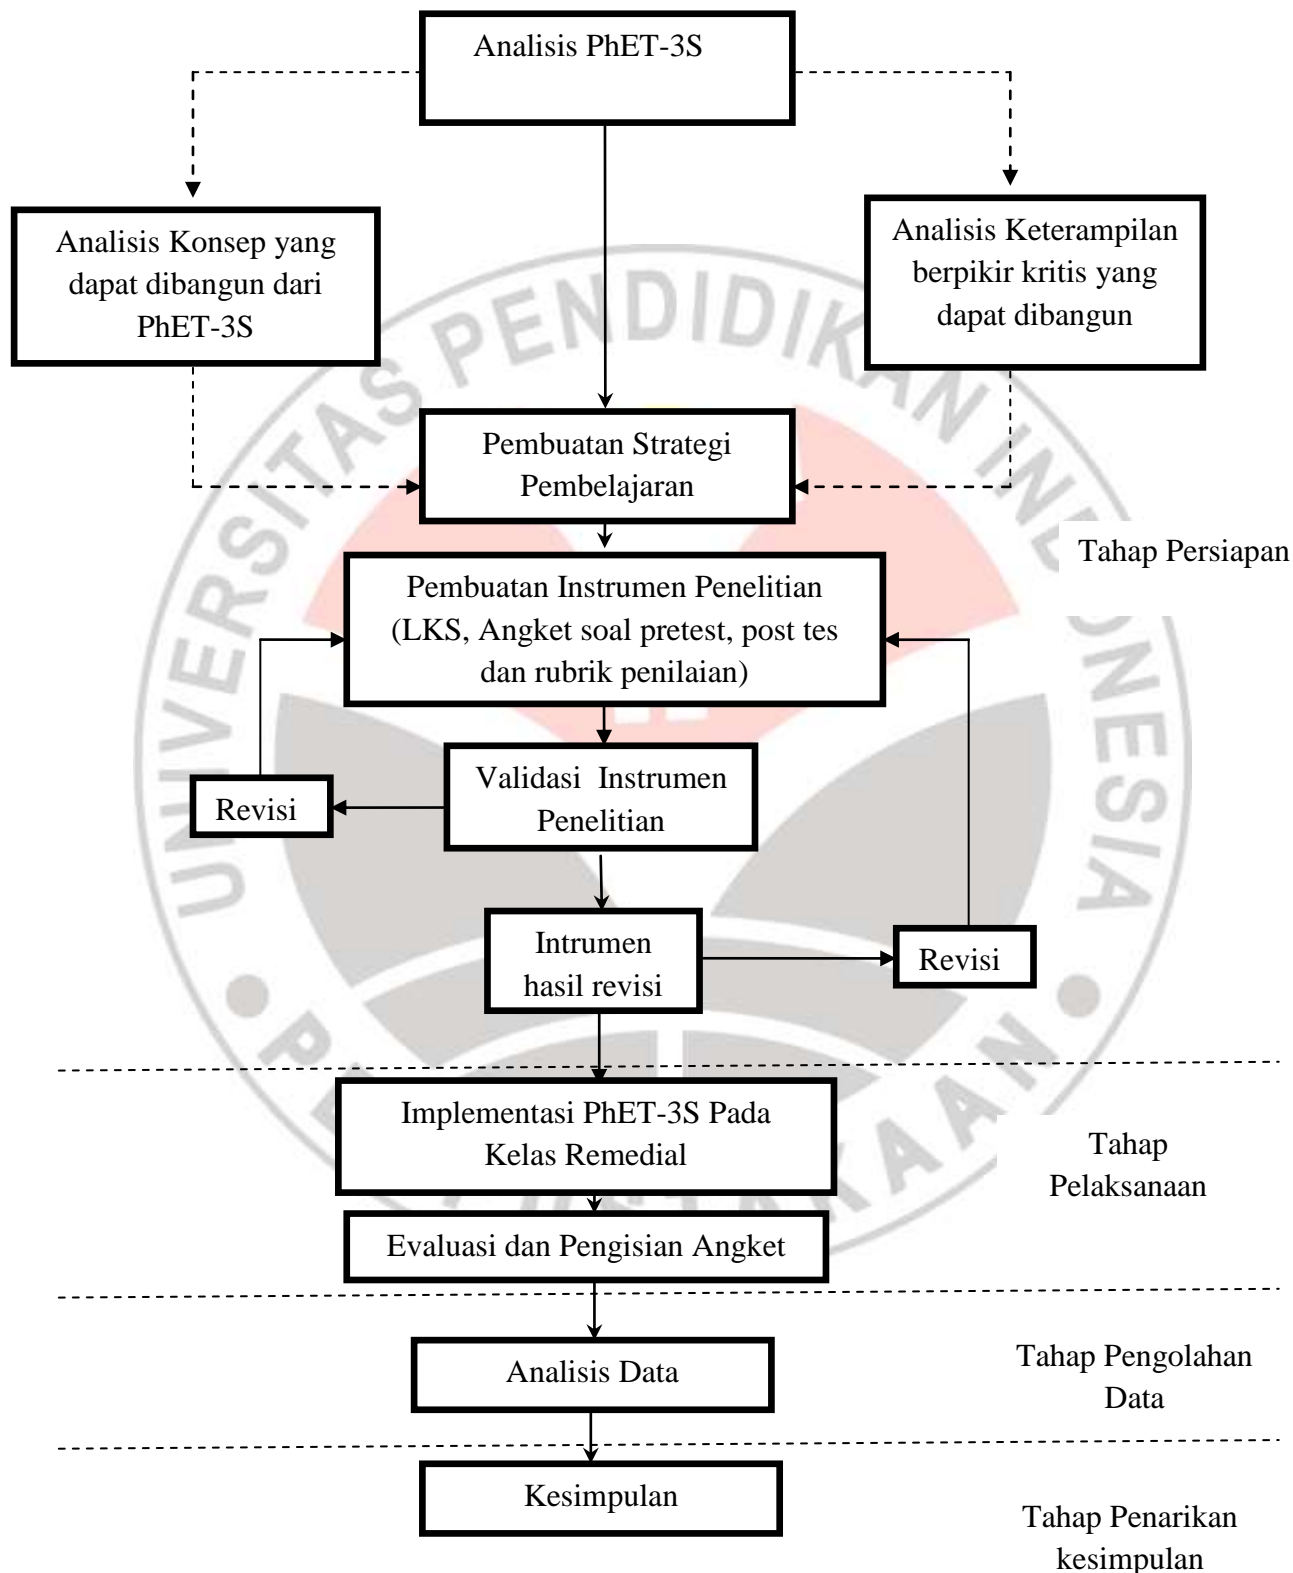 Analisis PhET-3S
Analisis Konsep yang
dapat dibangun dari
PhET-3S
Analisis Keterampilan
berpikir kritis yang
dapat dibangun
Pembuatan Strategi
Pembelajaran
Tahap Persiapan
Pembuatan Instrumen Penelitian
(LKS, Angket soal pretest, post tes
dan rubrik penilaian)
Validasi  Instrumen
Penelitian
Revisi
Intrumen
hasil revisi
Revisi
Implementasi PhET-3S Pada
Kelas Remedial
Tahap
Pelaksanaan
Evaluasi dan Pengisian Angket
Analisis Data
Tahap Pengolahan
Data
Kesimpulan
Tahap Penarikan
kesimpulan
UNIVERSITAS PENDIDIKAN INDONESIA